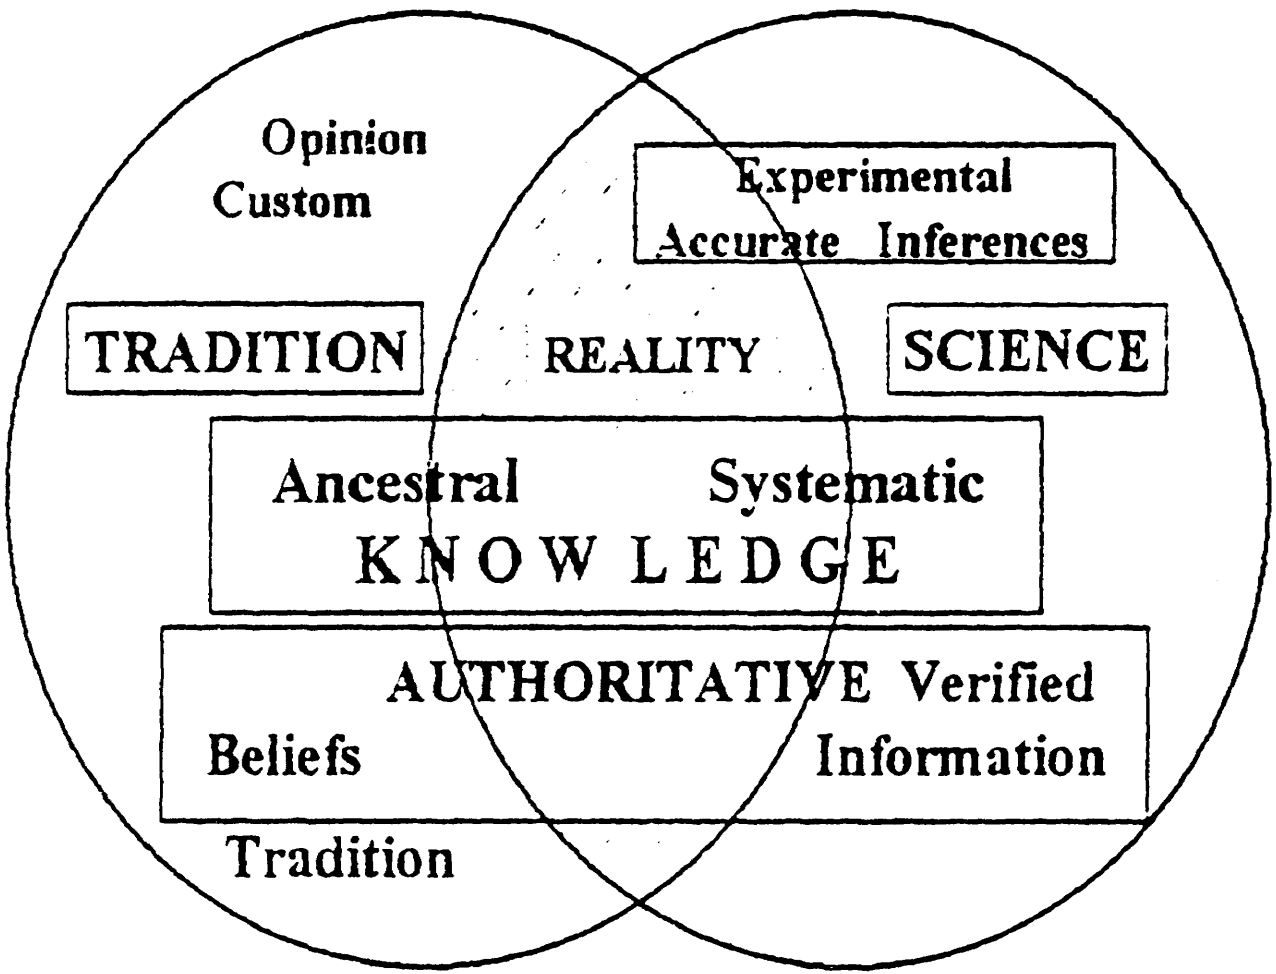 Opinion
Custom
Experimental
Accurate Inferences
TRADITION
REALITY
SCIENCE
Ancestral Systematic
KNOWLEDGE
AUTHORITATIVE Verified
Beliefs Information
Tradition